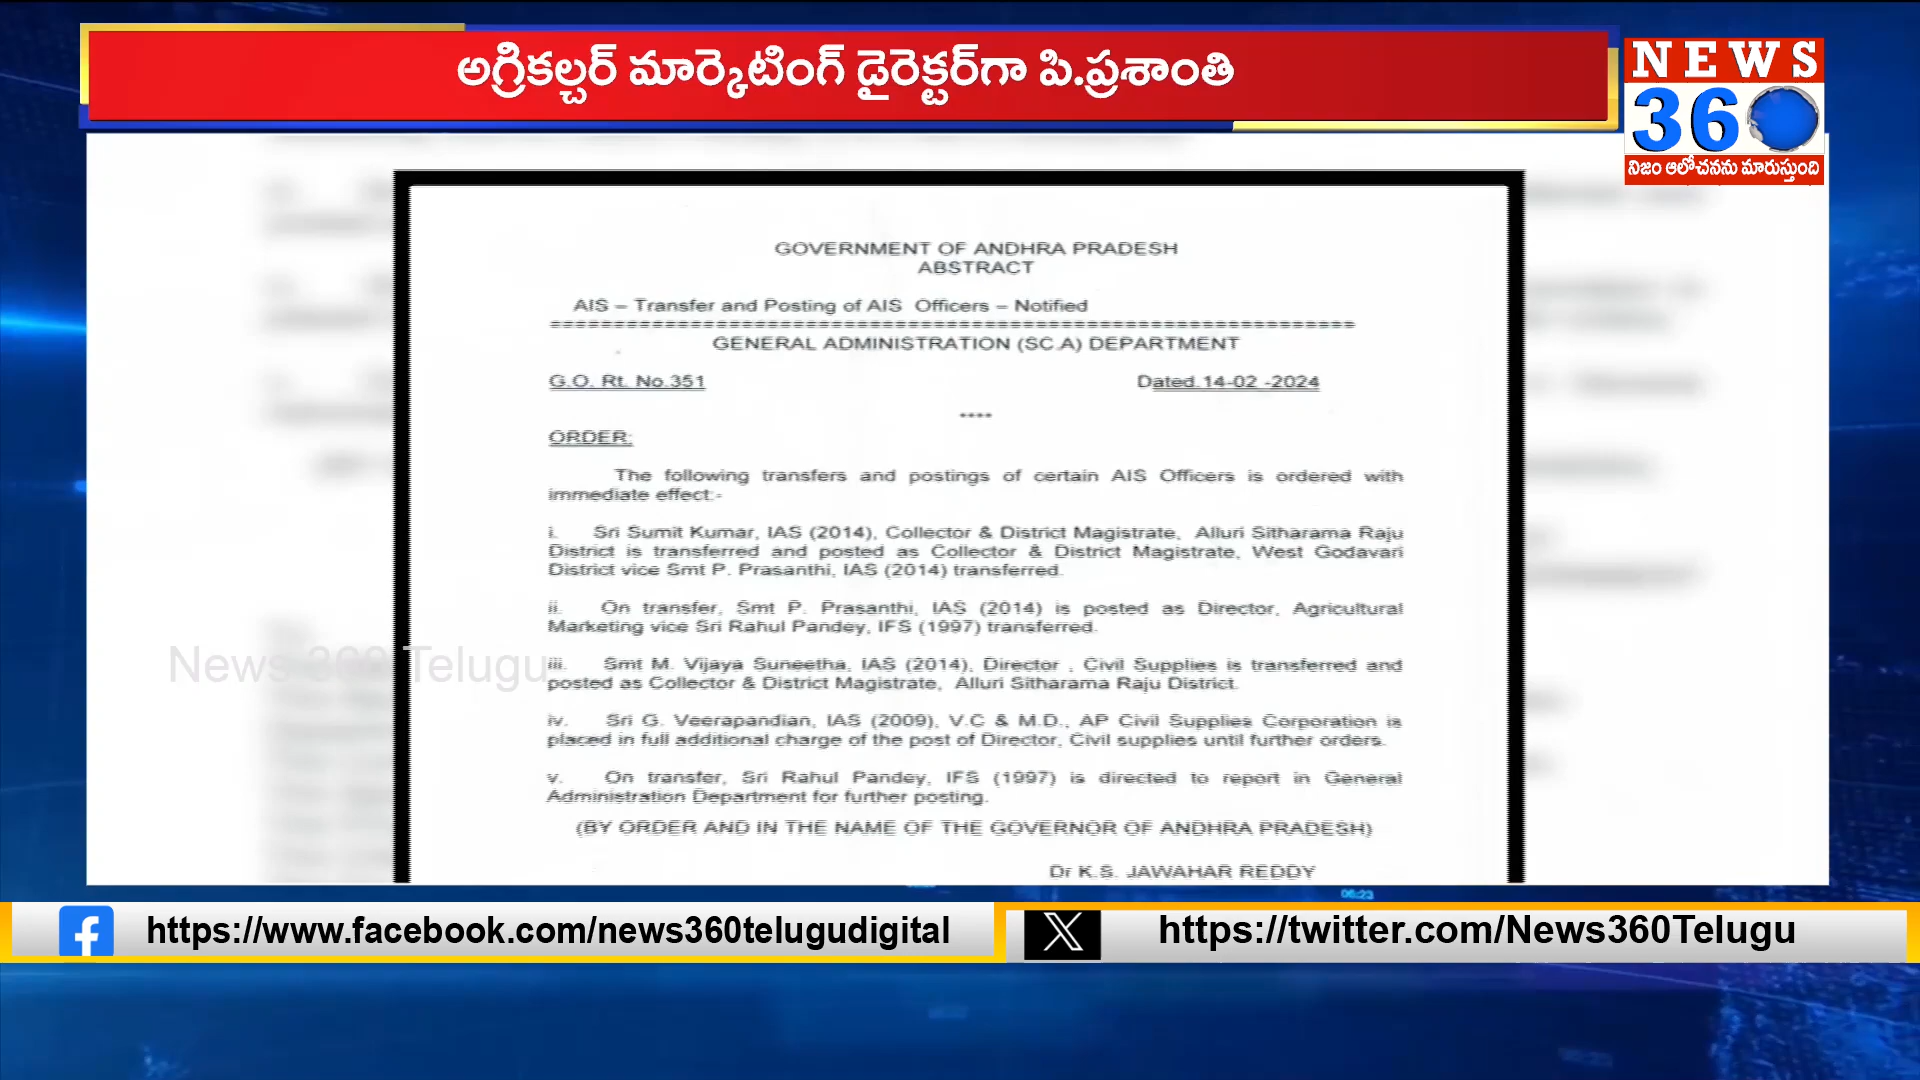 అగ్రికల్చర్ మార్కెటింగ్ డైరెక్టర్‌గా పి.ప్రశాంతి
NEWS
360
నిజం ఆలోచనను మారుస్తుంది
GOVERNMENT OF ANDHRA PRADESH
ABSTRACT
AIS – Transfer and Posting of AIS Officers – Notified
==============================================================
GENERAL ADMINISTRATION (SC.A) DEPARTMENT
G.O. Rt. No.351 Dated.14-02 -2024
****
ORDER:
The following transfers and postings of certain AIS Officers is ordered with
immediate effect:-
i. Sri Sumit Kumar, IAS (2014), Collector & District Magistrate, Alluri Sitharama Raju
District is transferred and posted as Collector & District Magistrate, West Godavari
District vice Smt P. Prasanthi, IAS (2014) transferred.
ii. On transfer, Smt P. Prasanthi, IAS (2014) is posted as Director, Agricultural
Marketing vice Sri Rahul Pandey, IFS (1997) transferred.
iii. Smt M. Vijaya Suneetha, IAS (2014), Director , Civil Supplies is transferred and
posted as Collector & District Magistrate, Alluri Sitharama Raju District.
iv. Sri G. Veerapandian, IAS (2009), V.C & M.D., AP Civil Supplies Corporation is
placed in full additional charge of the post of Director, Civil supplies until further orders.
v. On transfer, Sri Rahul Pandey, IFS (1997) is directed to report in General
Administration Department for further posting.
(BY ORDER AND IN THE NAME OF THE GOVERNOR OF ANDHRA PRADESH)
Dr K.S. JAWAHAR REDDY
News 360 Telugu
06:23
https://www.facebook.com/news360telugudigital
https://twitter.com/News360Telugu